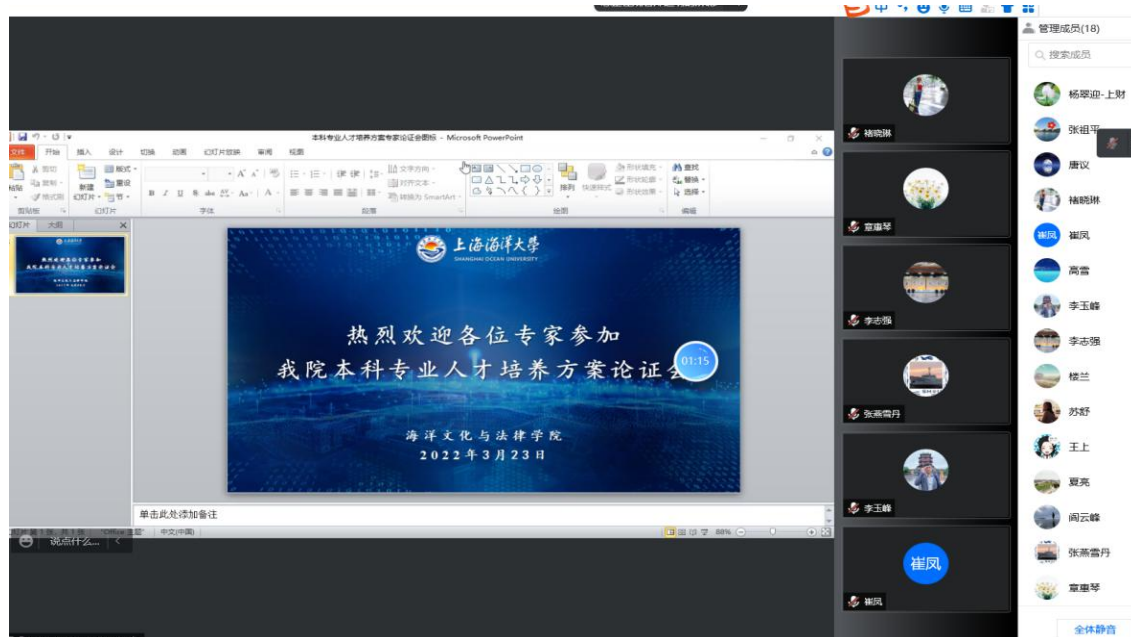 管理成员(18)
搜索成员
杨翠迎-上财
张祖平
唐议
褚晓琳
崔凤
崔凤
高雪
李玉峰
李志强
楼兰
苏舒
王上
夏亮
阎云峰
张燕雪丹
童惠琴
全体静音
本科专业人才培养方案专家论证会图标 - Microsoft PowerPoint
文件 开始 插入 设计 切换 动画 幻灯片放映 审阅 视图
剪切
复制
格式刷
粘贴
剪贴板
新建
幻灯片
版式
重设
节
幻灯片
字体
文字方向
对齐文本
转换为 SmartArt
段落
排列 快速样式
形状填充
形状轮廓
形状效果
绘图
查找
替换
选择
编辑
幻灯片 大纲
上海海洋大学
SHANGHAI OCEAN UNIVERSITY
热烈欢迎各位专家参加
我院本科专业人才培养方案论证会
01:15
海洋文化与法律学院
2022年3月23日
单击此处添加备注
中文(中国)
88%
说点什么...
褚晓琳
童惠琴
李志强
张燕雪丹
李玉峰
崔凤
崔凤